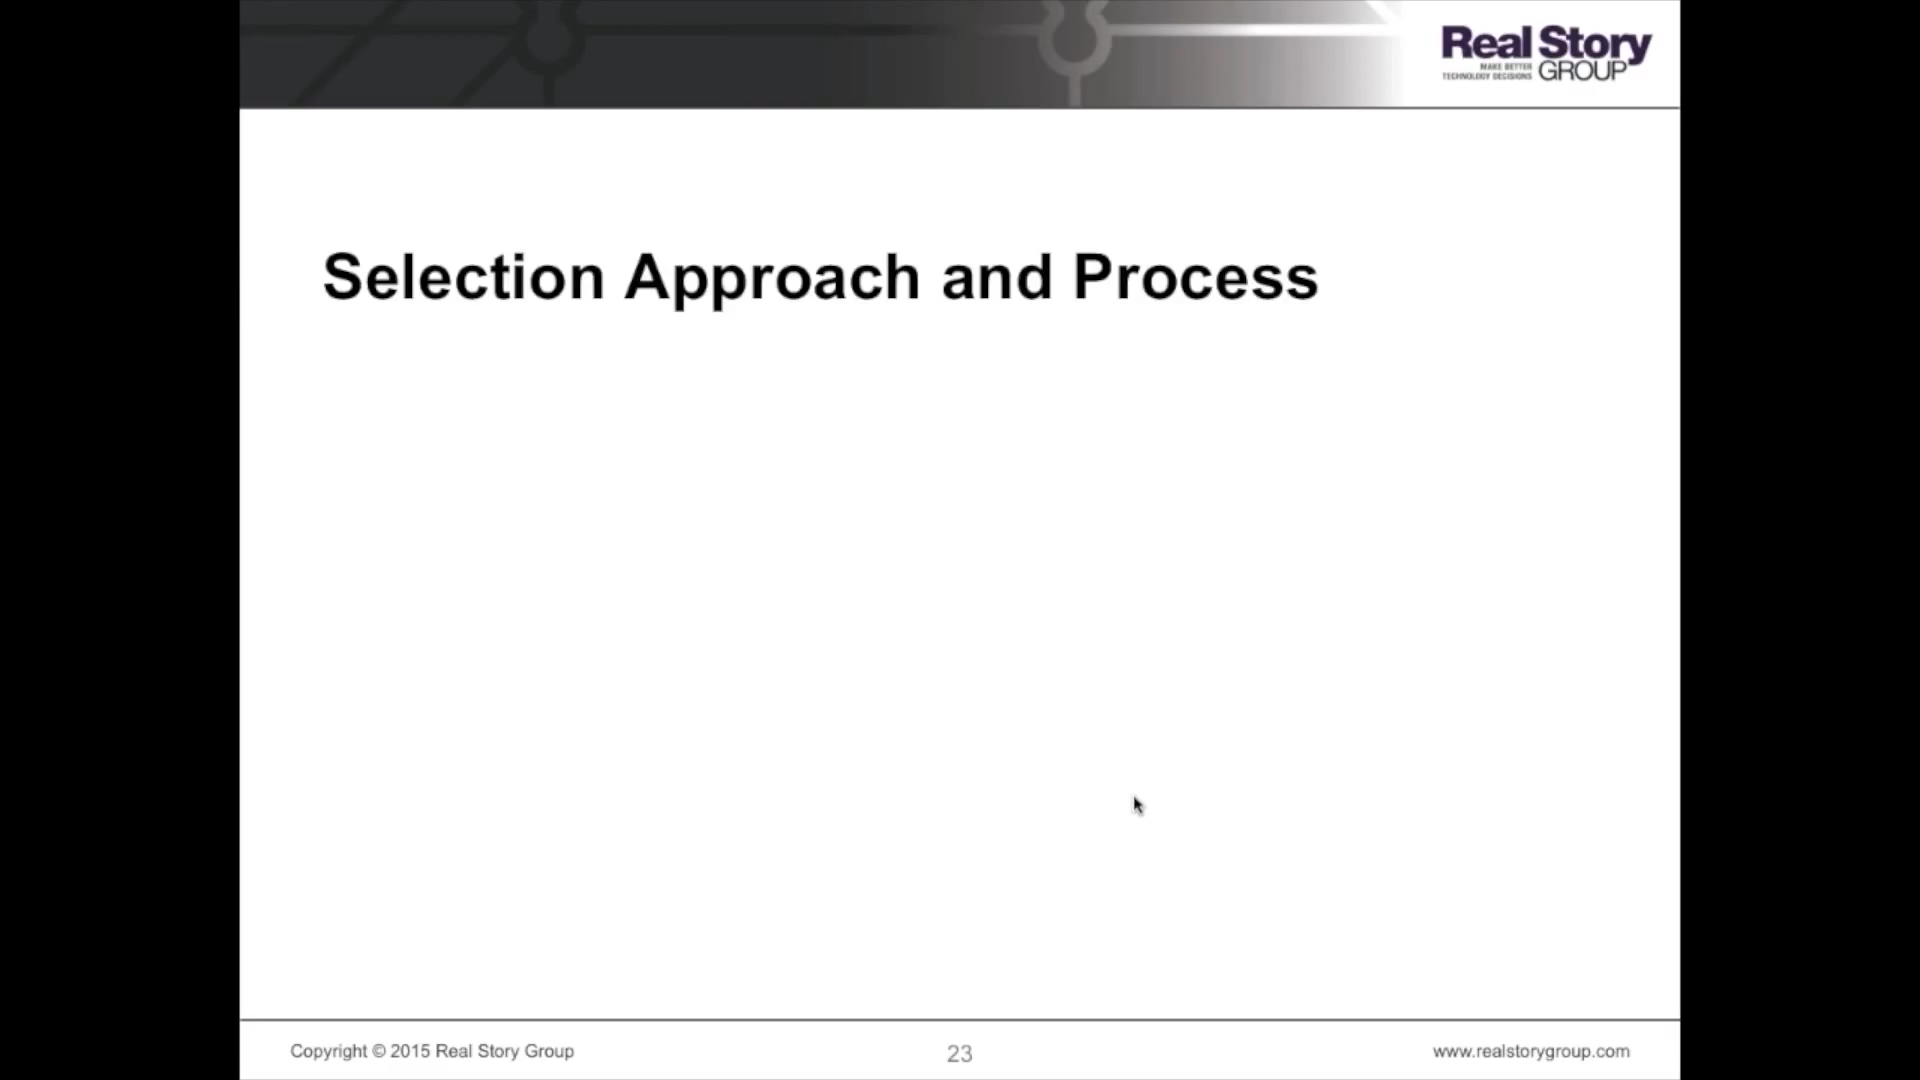 Real Story
MAKE BETTER
TECHNOLOGY DECISIONS
GROUP
Selection Approach and Process
Copyright © 2015 Real Story Group
23
www.realstorygroup.com